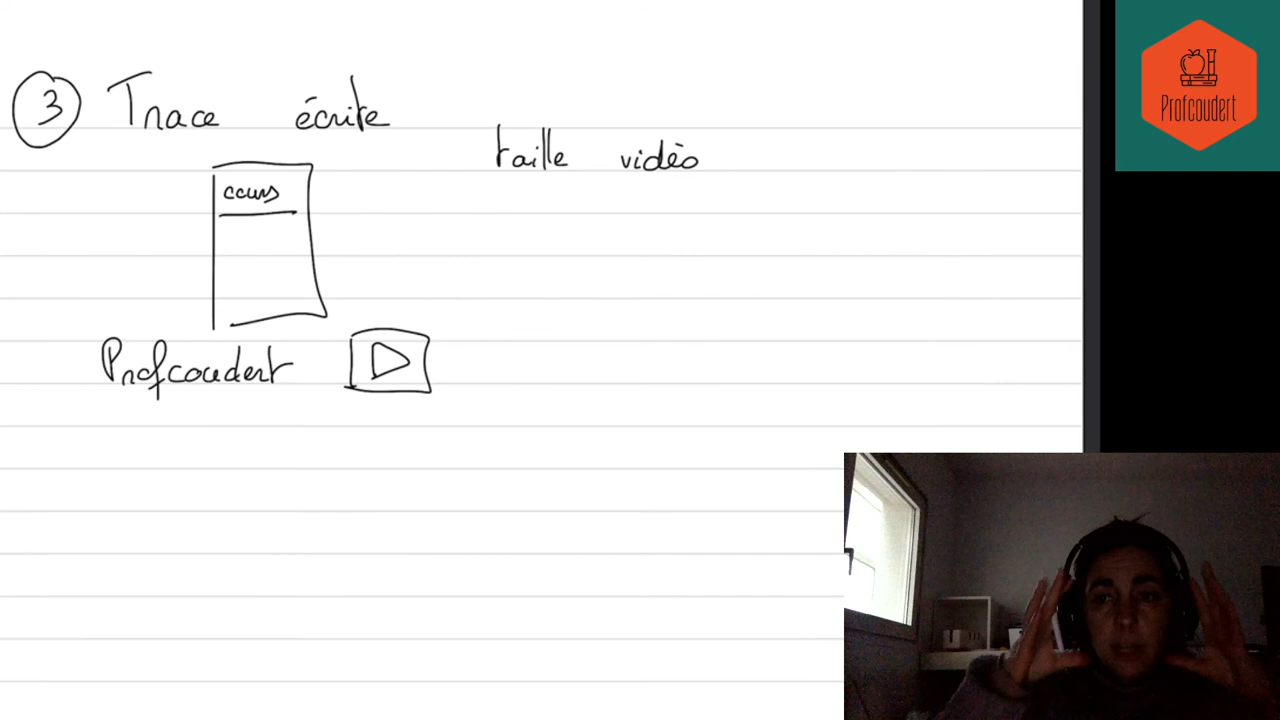 3 Trace écrite
taille vidéo
cours
Profcoudert
Profcoudert